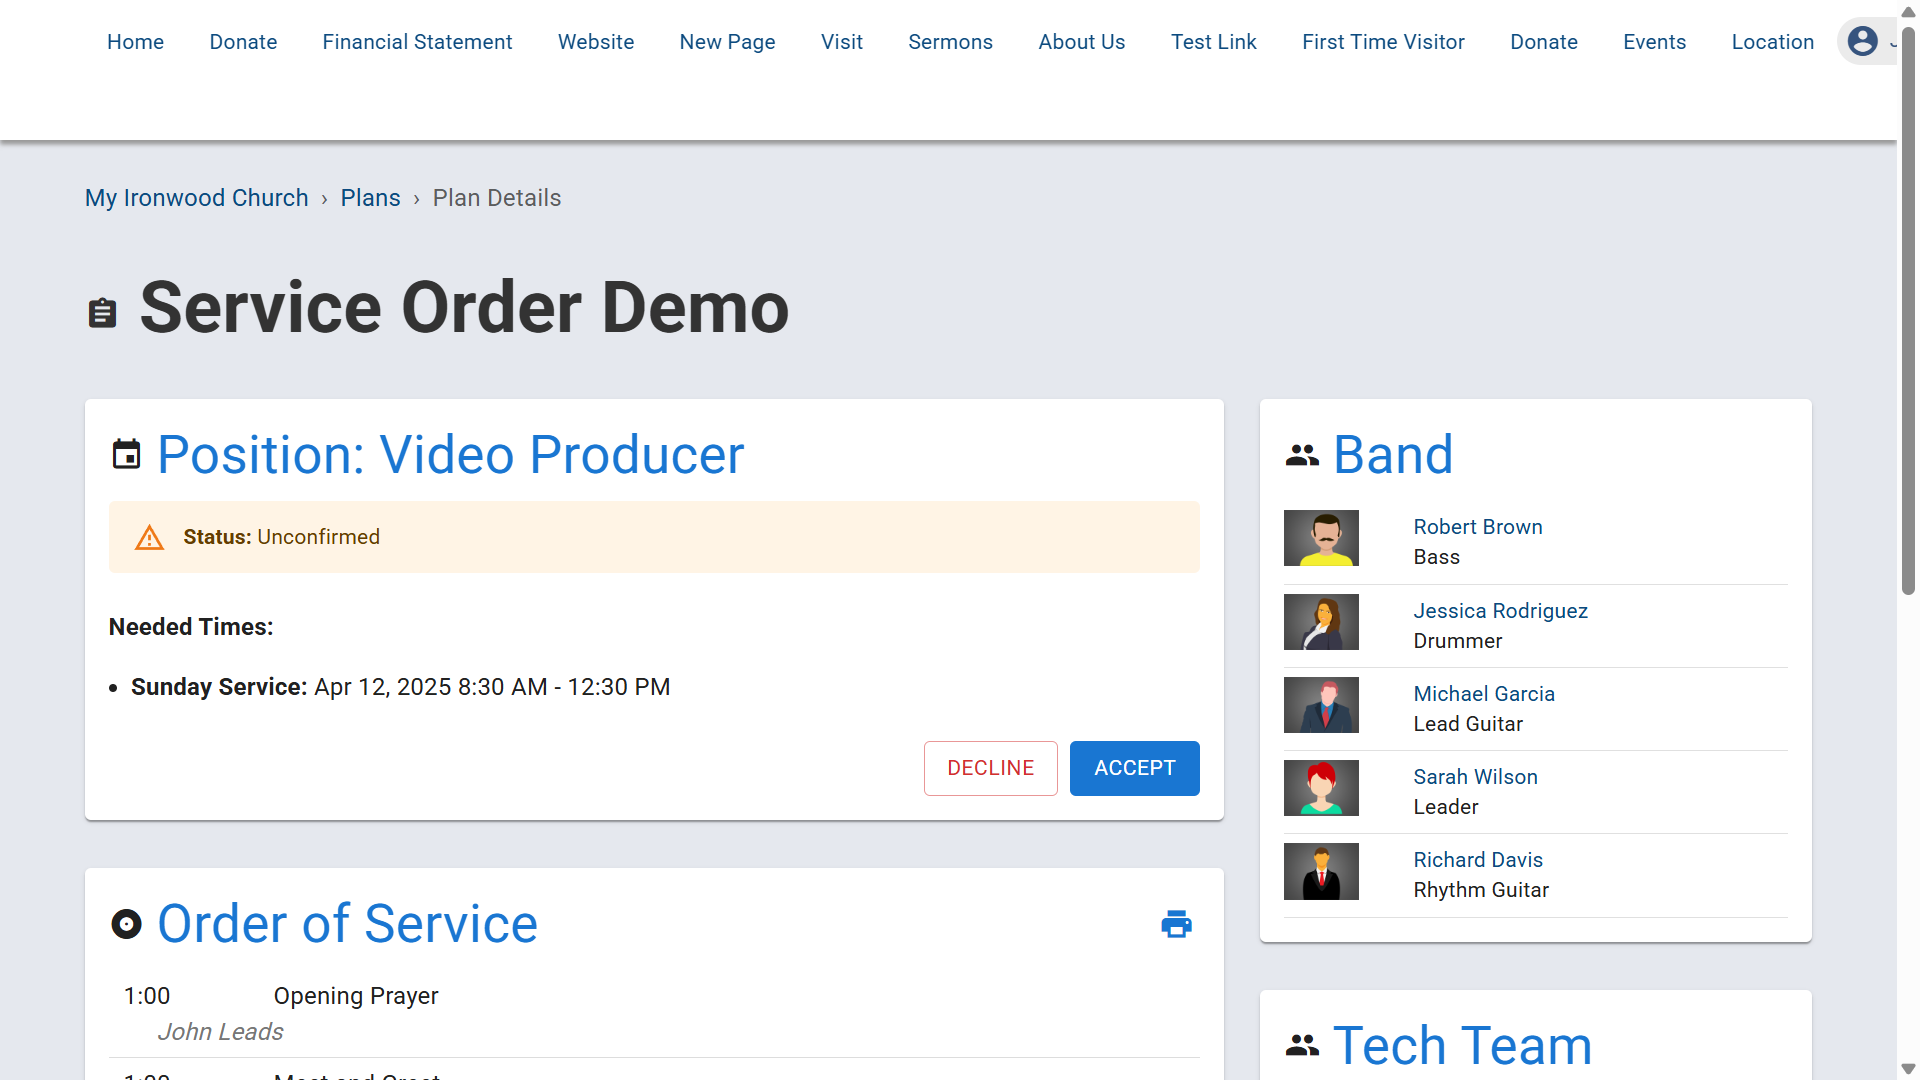 Home Donate Financial Statement Website New Page Visit Sermons About Us Test Link First Time Visitor Donate Events Location
My Ironwood Church › Plans › Plan Details
Service Order Demo
Position: Video Producer
Status: Unconfirmed
Needed Times:
• Sunday Service: Apr 12, 2025 8:30 AM - 12:30 PM
DECLINE ACCEPT
Order of Service
1:00 Opening Prayer
John Leads
Band
Robert Brown
Bass
Jessica Rodriguez
Drummer
Michael Garcia
Lead Guitar
Sarah Wilson
Leader
Richard Davis
Rhythm Guitar
Tech Team